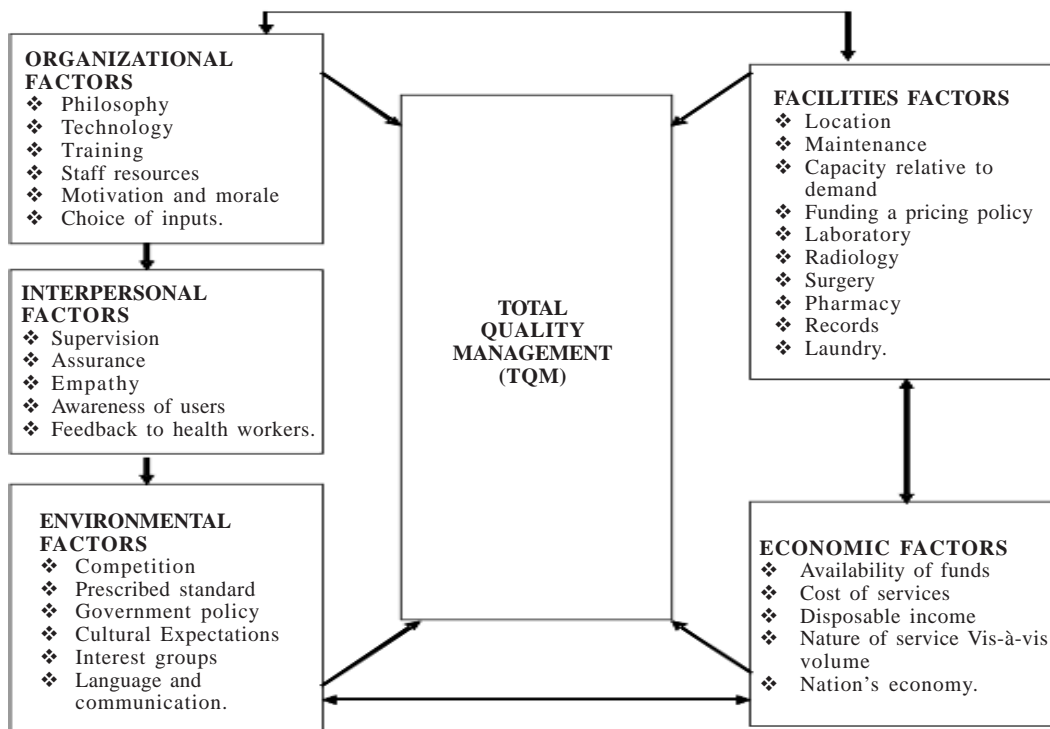 ORGANIZATIONAL
FACTORS
❖ Philosophy
❖ Technology
❖ Training
❖ Staff resources
❖ Motivation and morale
❖ Choice of inputs.
INTERPERSONAL
FACTORS
❖ Supervision
❖ Assurance
❖ Empathy
❖ Awareness of users
❖ Feedback to health workers.
ENVIRONMENTAL
FACTORS
❖ Competition
❖ Prescribed standard
❖ Government policy
❖ Cultural Expectations
❖ Interest groups
❖ Language and
communication.
TOTAL
QUALITY
MANAGEMENT
(TQM)
FACILITIES FACTORS
❖ Location
❖ Maintenance
❖ Capacity relative to
demand
❖ Funding a pricing policy
❖ Laboratory
❖ Radiology
❖ Surgery
❖ Pharmacy
❖ Records
❖ Laundry.
ECONOMIC FACTORS
❖ Availability of funds
❖ Cost of services
❖ Disposable income
❖ Nature of service Vis-à-vis
volume
❖ Nation's economy.